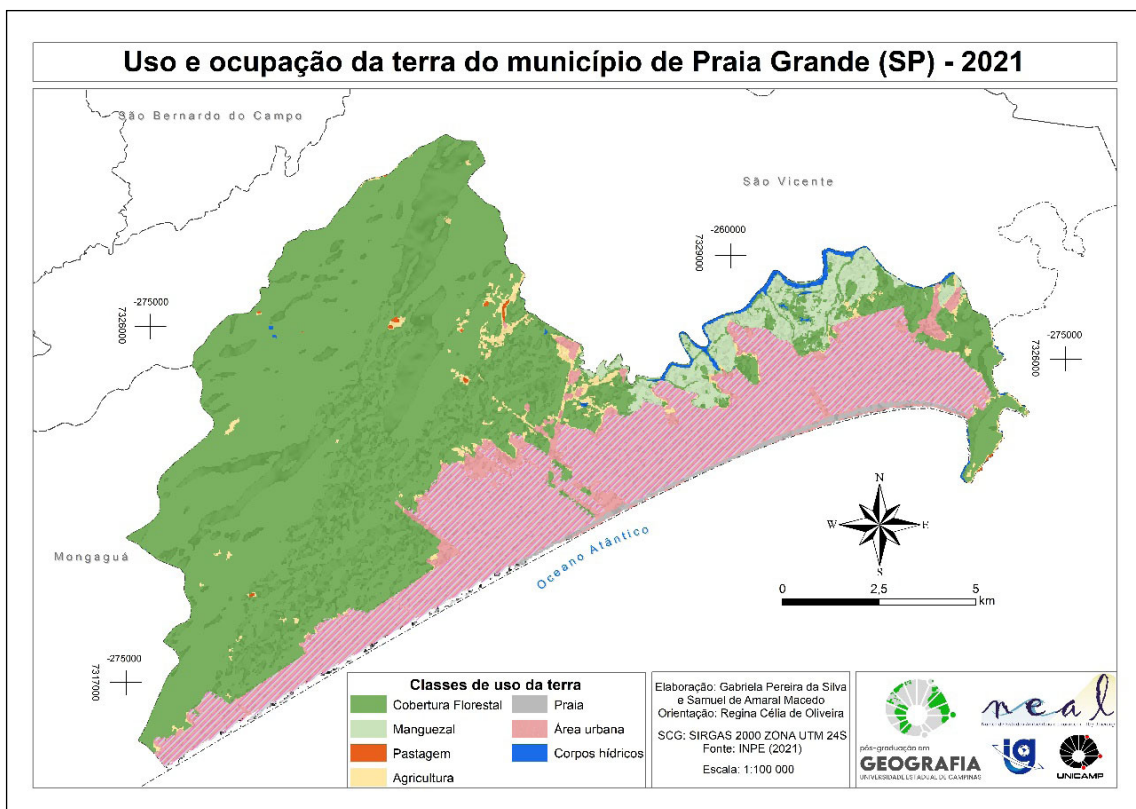 Uso e ocupação da terra do município de Praia Grande (SP) - 2021
São Bernardo do Campo
São Vicente
-260000
7329000
-275000
7326000
-275000
7326000
N
W
E
S
Oceano Atântico
Mongaguá
0
2,5
5
km
-275000
7317000
Classes de uso da terra
Cobertura Florestal
Manguezal
Pastagem
Agricultura
Praia
Área urbana
Corpos hídricos
Elaboração: Gabriela Pereira da Silva
e Samuel de Amaral Macedo
Orientação: Regina Célia de Oliveira
SCG: SIRGAS 2000 ZONA UTM 24S
Fonte: INPE (2021)
Escala: 1:100 000
pós-graduação em
GEOGRAFIA
UNIVERSIDADE ESTADUAL DE CAMPINAS
neal
ig
UNICAMP